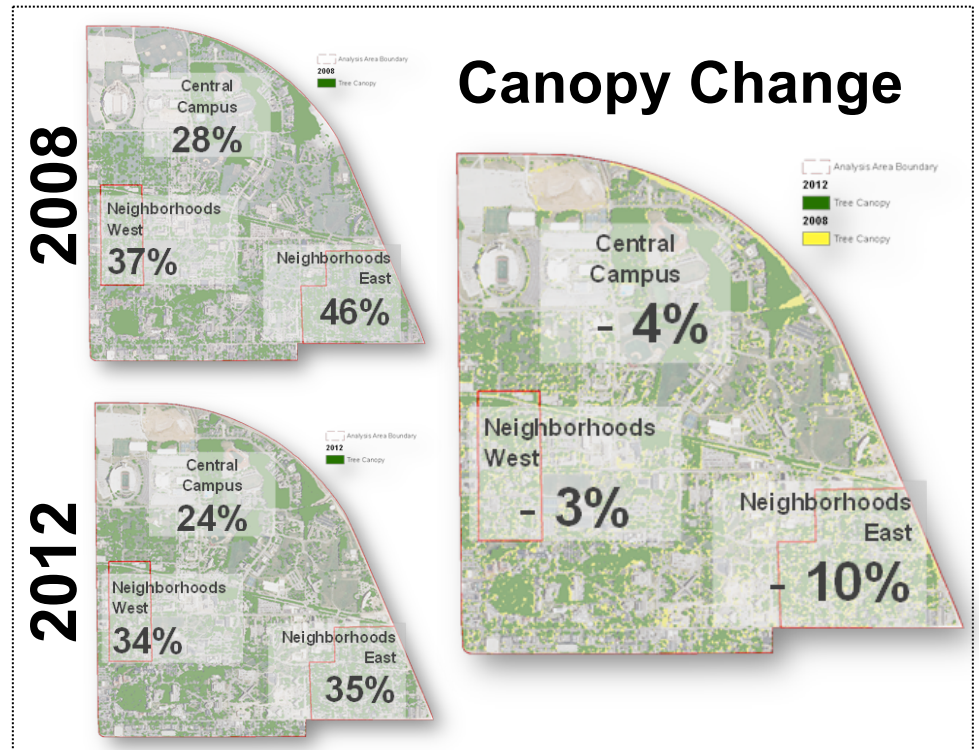 2008
Central
Campus
28%
Neighborhoods
West
37%
Neighborhoods
East
46%
Analysis Area Boundary
2008
Tree Canopy
2012
Central
Campus
24%
Neighborhoods
West
34%
Neighborhoods
East
35%
Analysis Area Boundary
2012
Tree Canopy
Canopy Change
Central
Campus
- 4%
Neighborhoods
West
- 3%
Neighborhoods
East
- 10%
Analysis Area Boundary
2012
Tree Canopy
2008
Tree Canopy